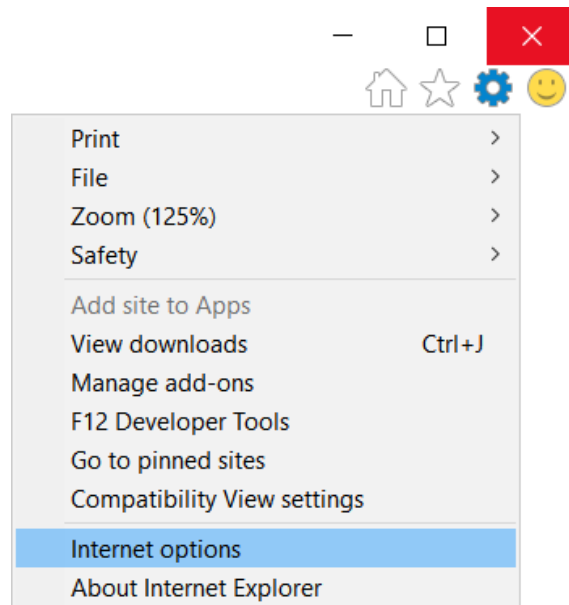 Print
File
Zoom (125%)
Safety
Add site to Apps
View downloads Ctrl+J
Manage add-ons
F12 Developer Tools
Go to pinned sites
Compatibility View settings
Internet options
About Internet Explorer